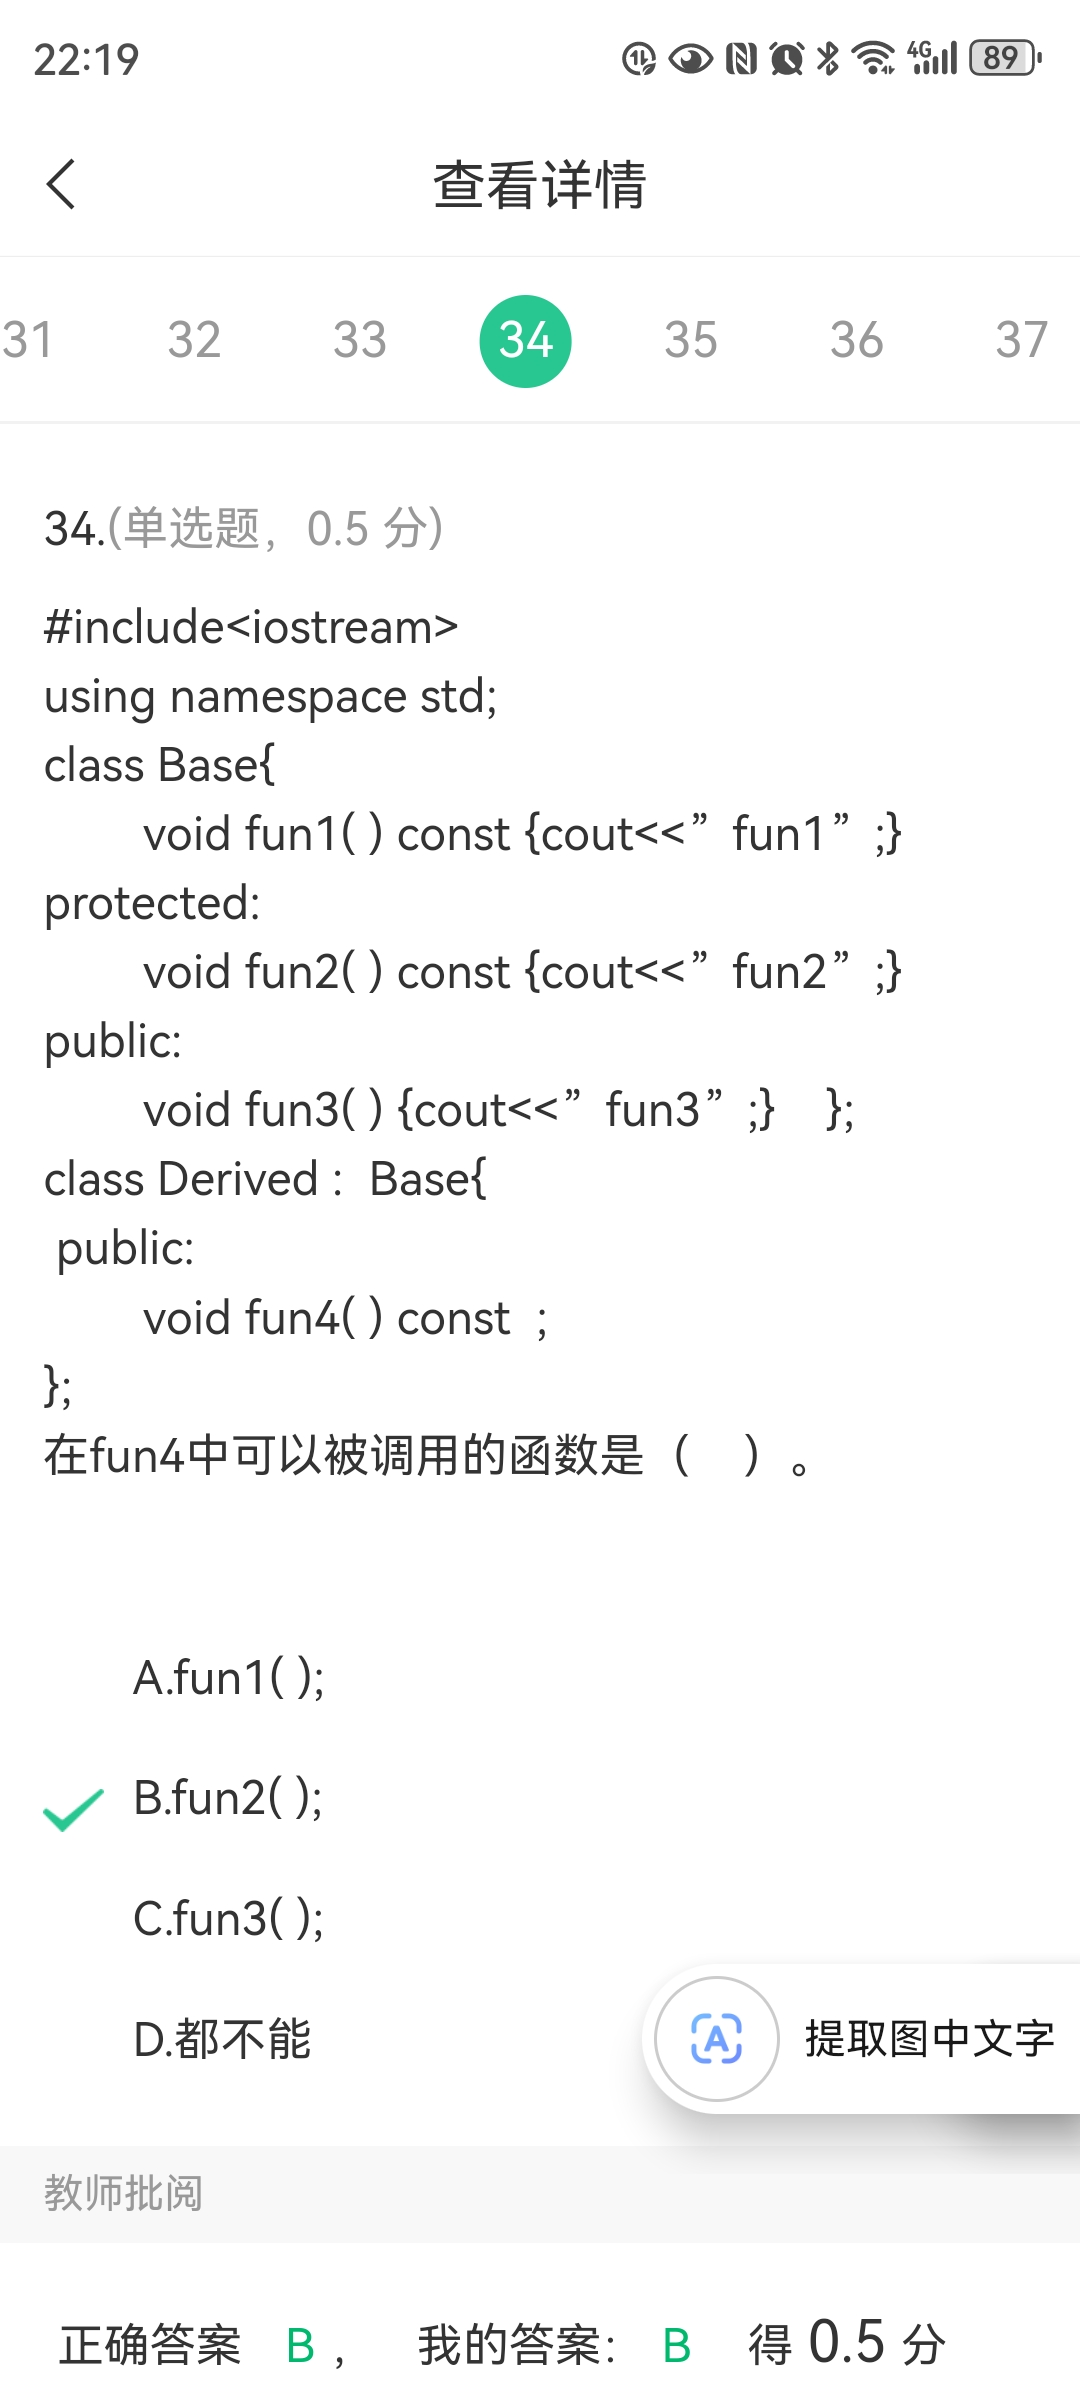 22:19
4G 89
查看详情
31 32 33 34 35 36 37
34.(单选题，0.5 分)
#include<iostream>
using namespace std;
class Base{
void fun1( ) const {cout<<”fun1”;}
protected:
void fun2( ) const {cout<<”fun2”;}
public:
void fun3( ) {cout<<”fun3”;} };
class Derived : Base{
public:
void fun4( ) const ;
};
在fun4中可以被调用的函数是（ ）。
A.fun1( );
B.fun2( );
C.fun3( );
D.都不能
A 提取图中文字
教师批阅
正确答案 B， 我的答案： B 得 0.5 分